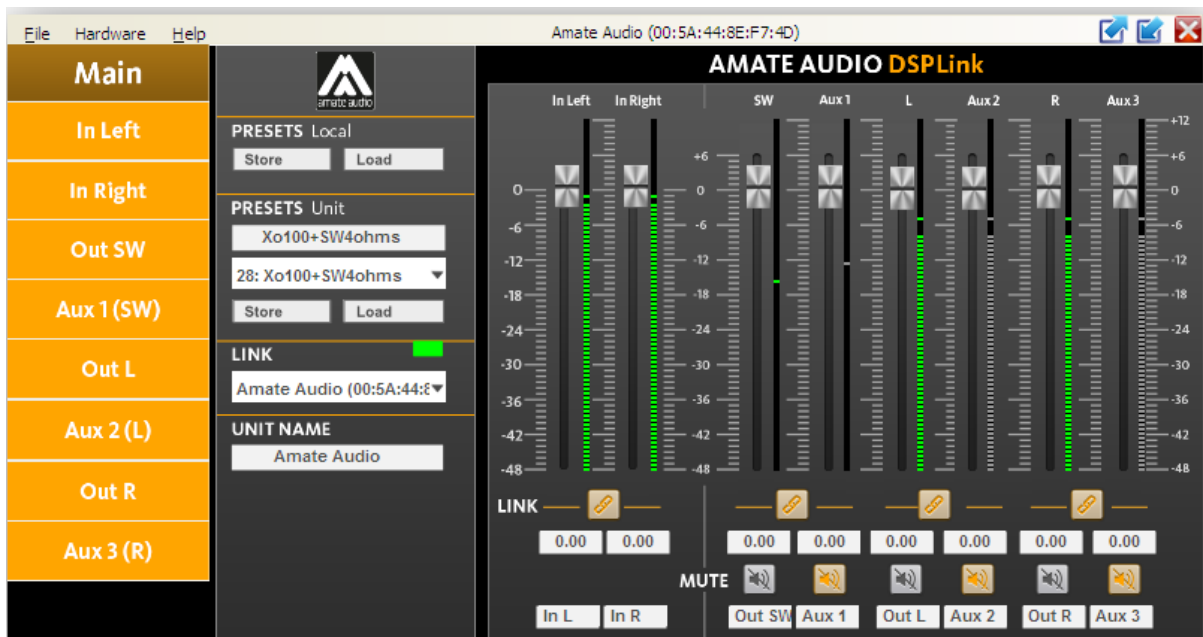 File Hardware Help
Amate Audio (00:5A:44:8E:F7:4D)
Main
In Left
In Right
Out SW
Aux 1 (SW)
Out L
Aux 2 (L)
Out R
Aux 3 (R)
amate audio
PRESETS Local
Store Load
PRESETS Unit
Xo100+SW4ohms
28: Xo100+SW4ohms
Store Load
LINK
Amate Audio (00:5A:44:8
UNIT NAME
Amate Audio
AMATE AUDIO DSPLink
In Left In Right SW Aux 1 L Aux 2 R Aux 3
+12
+6 +6
0 0 0
-6 -6 -6
-12 -12 -12
-18 -18 -18
-24 -24 -24
-30 -30 -30
-36 -36 -36
-42 -42 -42
-48 -48 -48
LINK
0.00 0.00 0.00 0.00 0.00 0.00 0.00 0.00
MUTE
In L In R Out SW Aux 1 Out L Aux 2 Out R Aux 3